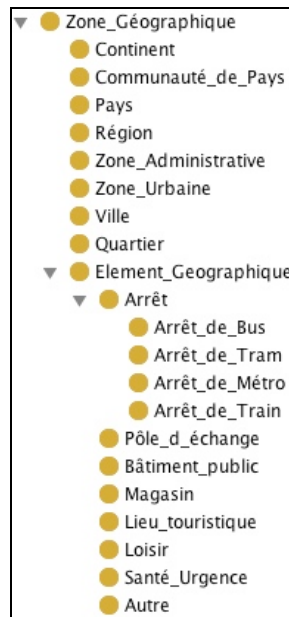 Zone_Géographique
Continent
Communauté_de_Pays
Pays
Région
Zone_Administrative
Zone_Urbaine
Ville
Quartier
Element_Geographique
Arrêt
Arrêt_de_Bus
Arrêt_de_Tram
Arrêt_de_Métro
Arrêt_de_Train
Pôle_d_échange
Bâtiment_public
Magasin
Lieu_touristique
Loisir
Santé_Urgence
Autre